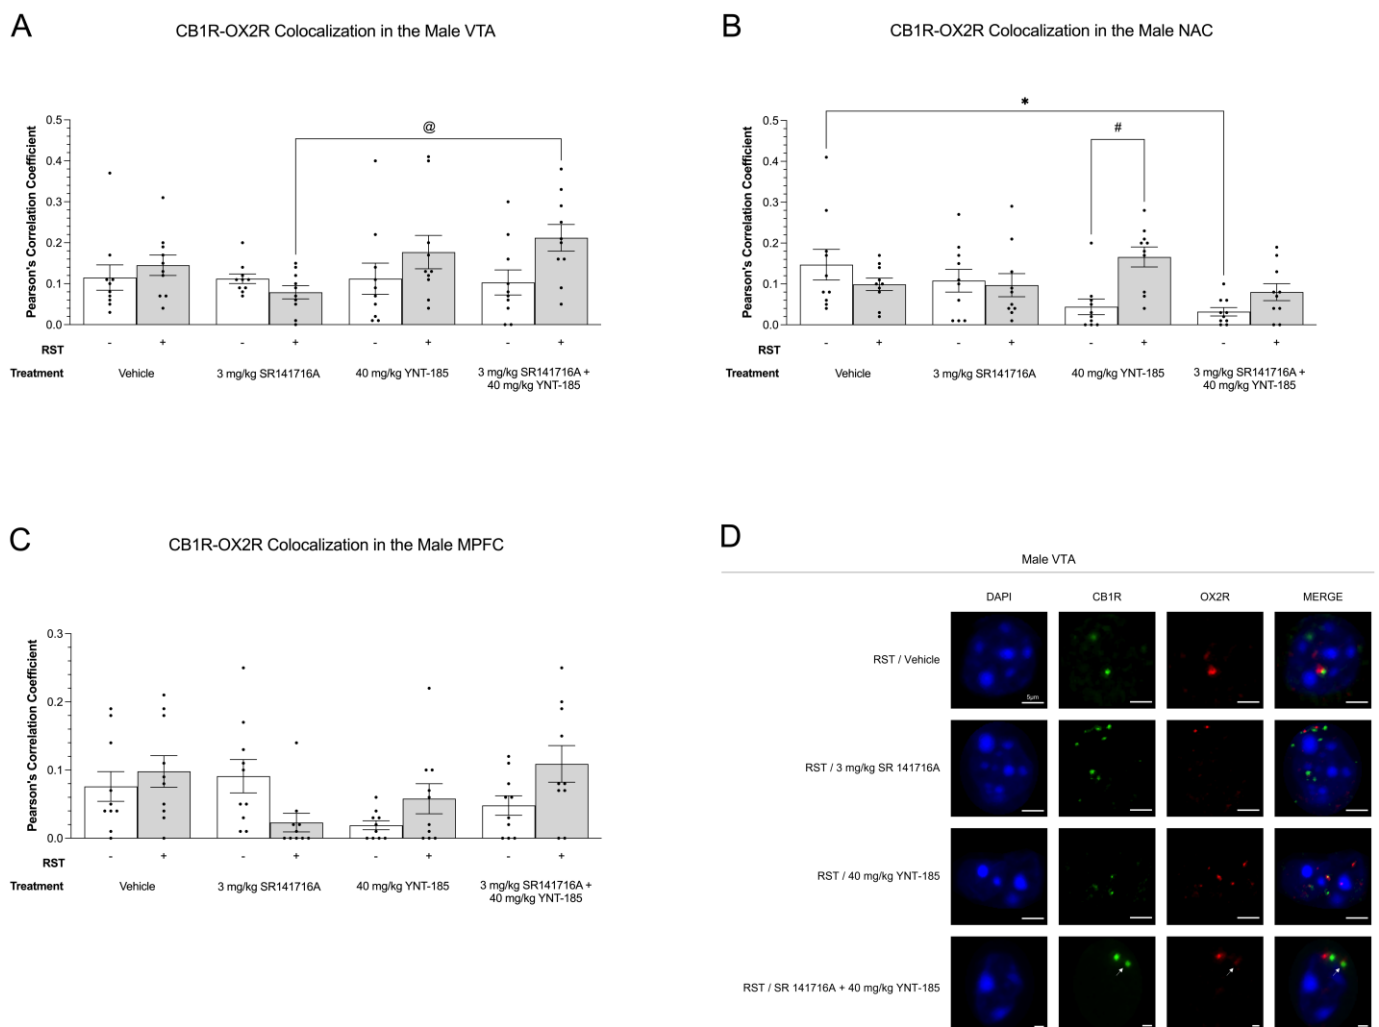 A
CB1R-OX2R Colocalization in the Male VTA
Pearson's Correlation Coefficient
0.5
0.4
0.3
0.2
0.1
0.0
@
RST
- + - + - + - +
Treatment
Vehicle
3 mg/kg SR141716A
40 mg/kg YNT-185
3 mg/kg SR141716A +
40 mg/kg YNT-185
B
CB1R-OX2R Colocalization in the Male NAC
Pearson's Correlation Coefficient
0.5
0.4
0.3
0.2
0.1
0.0
*
#
RST
- + - + - + - +
Treatment
Vehicle
3 mg/kg SR141716A
40 mg/kg YNT-185
3 mg/kg SR141716A +
40 mg/kg YNT-185
C
CB1R-OX2R Colocalization in the Male MPFC
Pearson's Correlation Coefficient
0.3
0.2
0.1
0.0
RST
- + - + - + - +
Treatment
Vehicle
3 mg/kg SR141716A
40 mg/kg YNT-185
3 mg/kg SR141716A +
40 mg/kg YNT-185
D
Male VTA
DAPI CB1R OX2R MERGE
RST / Vehicle
5μm
RST / 3 mg/kg SR 141716A
RST / 40 mg/kg YNT-185
RST / SR 141716A + 40 mg/kg YNT-185